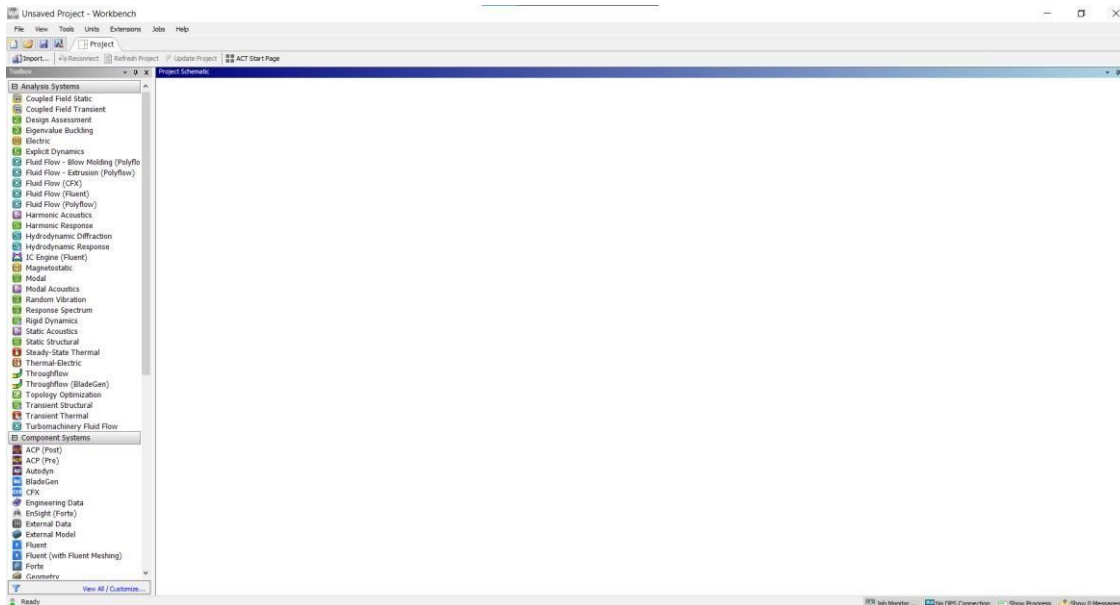 Unsaved Project - Workbench
File View Tools Units Extensions Jobs Help
Project
Import... Reconnect Refresh Project Update Project ACT Start Page
Toolbox
Project Schematic
Analysis Systems
Coupled Field Static
Coupled Field Transient
Design Assessment
Eigenvalue Buckling
Electric
Explicit Dynamics
Fluid Flow - Blow Molding (Polyflo
Fluid Flow - Extrusion (Polyflow)
Fluid Flow (CFX)
Fluid Flow (Fluent)
Fluid Flow (Polyflow)
Harmonic Acoustics
Harmonic Response
Hydrodynamic Diffraction
Hydrodynamic Response
IC Engine (Fluent)
Magnetostatic
Modal
Modal Acoustics
Random Vibration
Response Spectrum
Rigid Dynamics
Static Acoustics
Static Structural
Steady-State Thermal
Thermal-Electric
Throughflow
Throughflow (BladeGen)
Topology Optimization
Transient Structural
Transient Thermal
Turbomachinery Fluid Flow
Component Systems
ACP (Post)
ACP (Pre)
Autodyn
BladeGen
CFX
Engineering Data
EnSight (Forte)
External Data
External Model
Fluent
Fluent (with Fluent Meshing)
Forte
Geometry
View All / Customize...
Ready
Job Monitor... No DPS Connection Show Progress Show 0 Messages